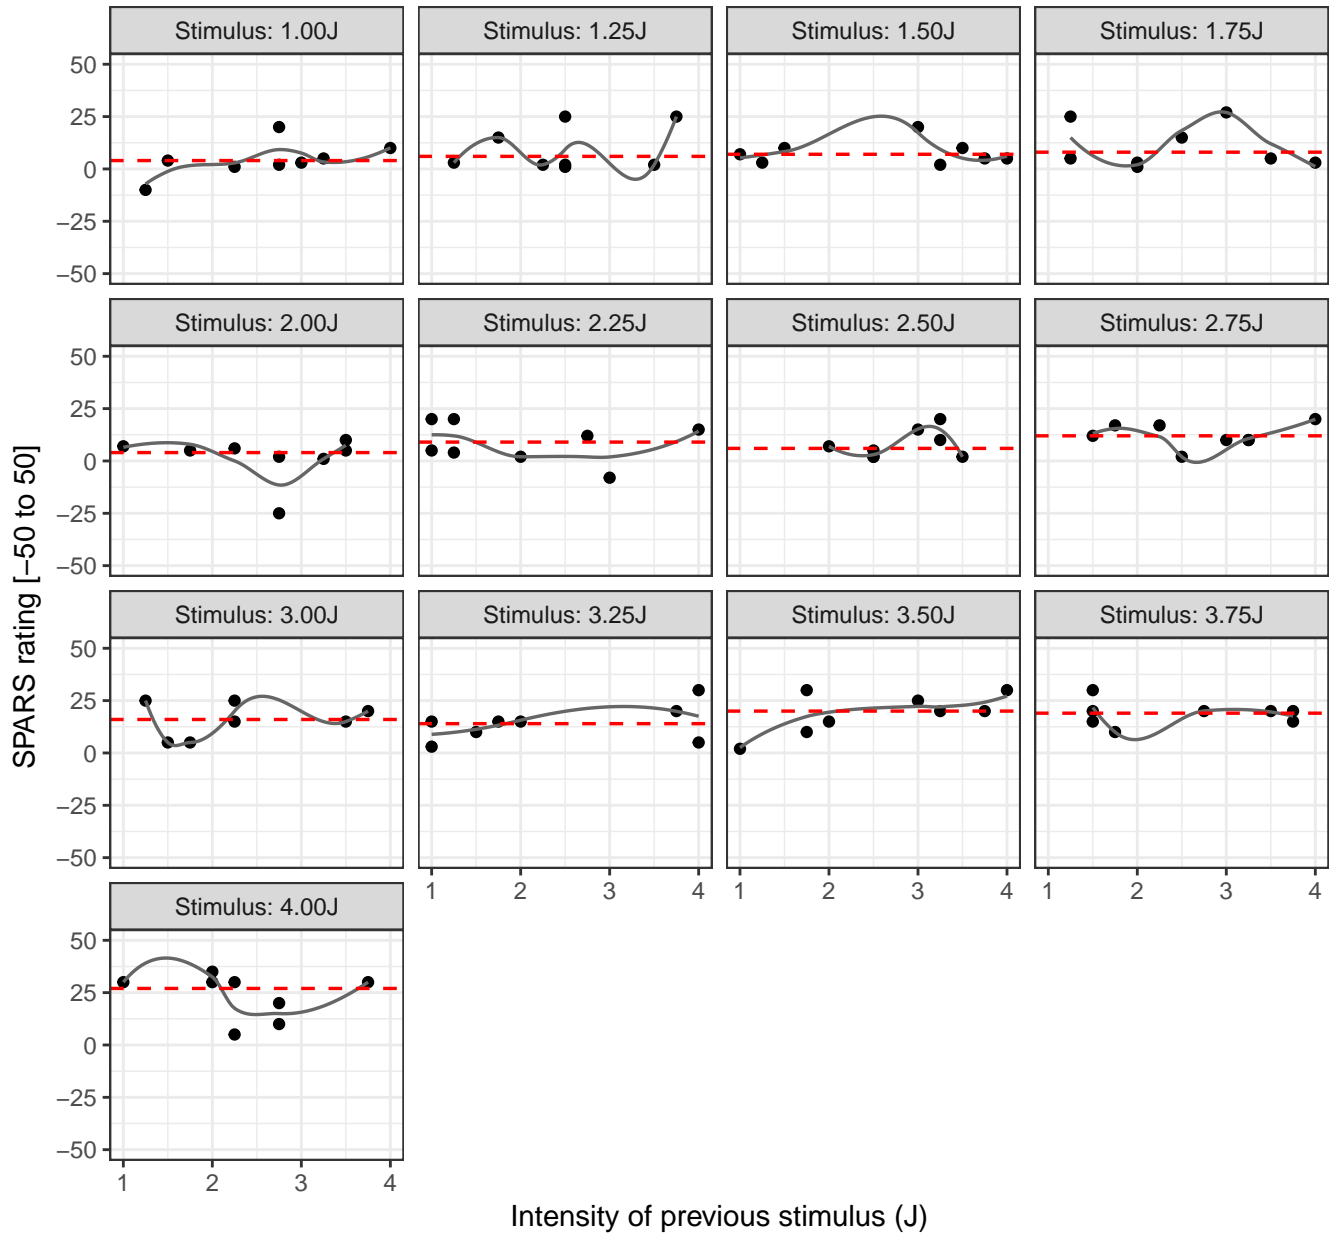 Stimulus: 1.00J Stimulus: 1.25J Stimulus: 1.50J Stimulus: 1.75J
50
25
0
−25
−50
Stimulus: 2.00J Stimulus: 2.25J Stimulus: 2.50J Stimulus: 2.75J
50
25
0
−25
−50
SPARS rating [−50 to 50]
Stimulus: 3.00J Stimulus: 3.25J Stimulus: 3.50J Stimulus: 3.75J
50
25
0
−25
−50
1 2 3 4 1 2 3 4 1 2 3 4
Stimulus: 4.00J
50
25
0
−25
−50
1 2 3 4
Intensity of previous stimulus (J)